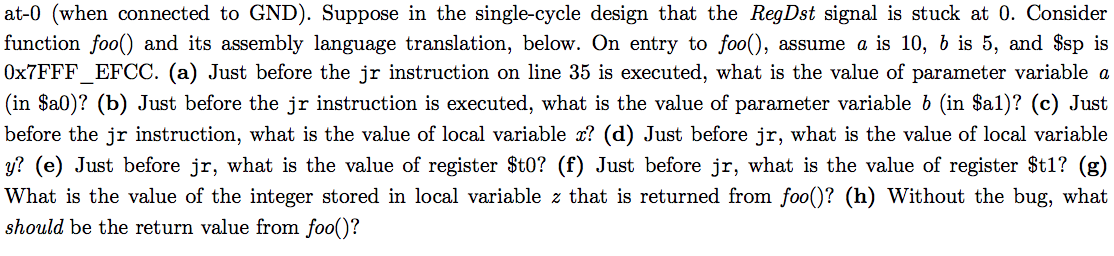 at-0 (when connected to GND). Suppose in the single-cycle design that the RegDst signal is stuck at 0. Consider
function foo() and its assembly language translation, below. On entry to foo(), assume a is 10, b is 5, and $sp is
0x7FFF_EFCC. (a) Just before the jr instruction on line 35 is executed, what is the value of parameter variable a
(in $a0)? (b) Just before the jr instruction is executed, what is the value of parameter variable b (in $a1)? (c) Just
before the jr instruction, what is the value of local variable x? (d) Just before jr, what is the value of local variable
y? (e) Just before jr, what is the value of register $t0? (f) Just before jr, what is the value of register $t1? (g)
What is the value of the integer stored in local variable z that is returned from foo()? (h) Without the bug, what
should be the return value from foo()?